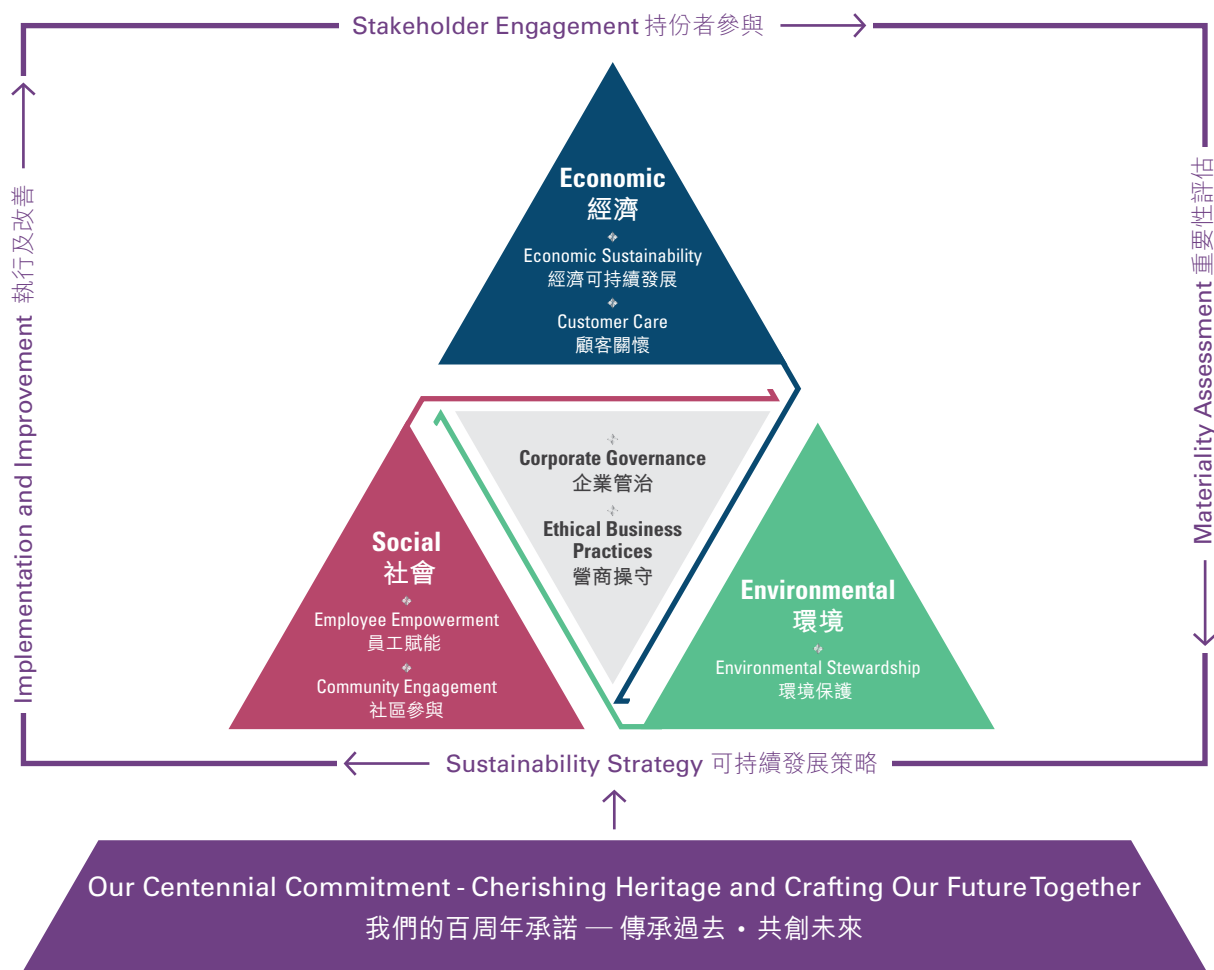 Stakeholder Engagement 持份者參與
Implementation and Improvement 執行及改善
Materiality Assessment 重要性評估
Economic
經濟
Economic Sustainability
經濟可持續發展
Customer Care
顧客關懷
Corporate Governance
企業管治
Ethical Business
Practices
營商操守
Social
社會
Employee Empowerment
員工賦能
Community Engagement
社區參與
Environmental
環境
Environmental Stewardship
環境保護
Sustainability Strategy 可持續發展策略
Our Centennial Commitment - Cherishing Heritage and Crafting Our Future Together
我們的百周年承諾 — 傳承過去・共創未來